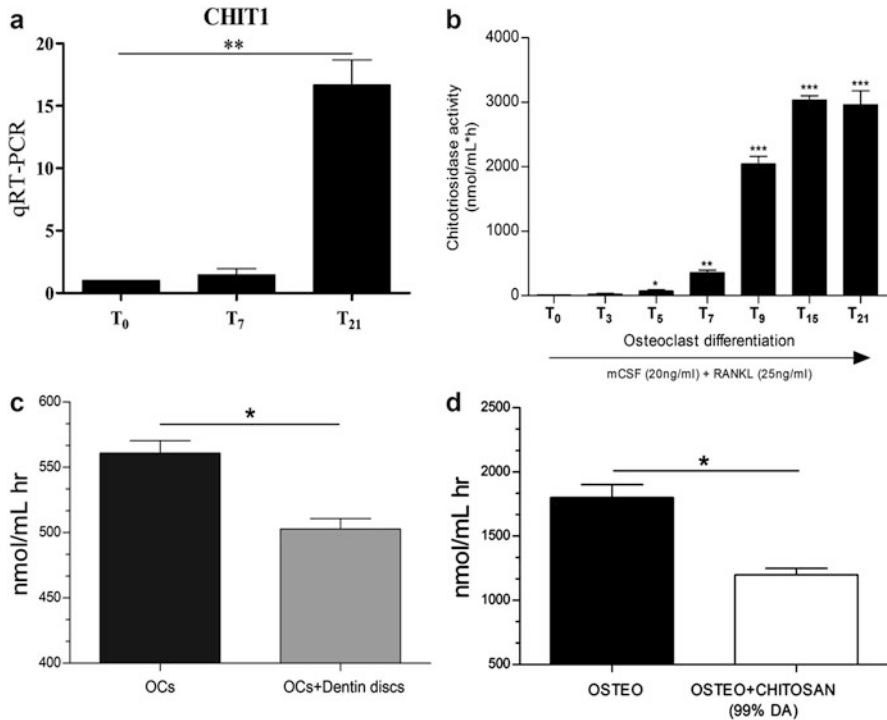 a
CHIT1
**
qRT-PCR
20
15
10
5
0
T0 T7 T21
b
Chitotriosidase activity
(nmol/mL*h)
4000
3000
2000
1000
0
* ** *** *** ***
T0 T3 T5 T7 T9 T15 T21
Osteoclast differentiation
mCSF (20ng/ml) + RANKL (25ng/ml)
c
nmol/mL hr
600
550
500
450
400
*
OCs OCs+Dentin discs
d
nmol/mL hr
2500
2000
1500
1000
500
*
OSTEO OSTEO+CHITOSAN
(99% DA)